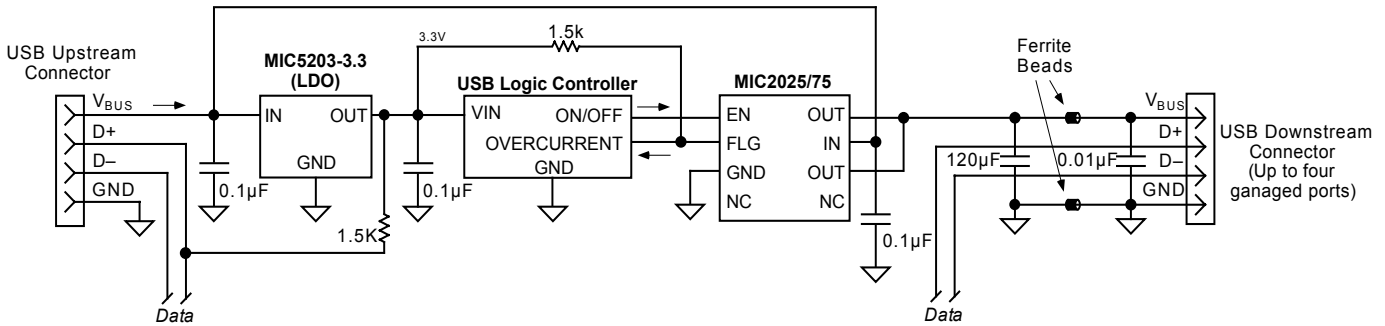 USB Upstream
Connector
VBUS
D+
D–
GND
0.1µF
MIC5203-3.3
(LDO)
IN
OUT
GND
1.5K
3.3V
0.1µF
1.5k
USB Logic Controller
VIN
ON/OFF
OVERCURRENT
GND
MIC2025/75
EN
FLG
GND
NC
OUT
IN
OUT
NC
0.1µF
Ferrite
Beads
120µF
0.01µF
VBUS
D+
D–
GND
USB Downstream
Connector
(Up to four
ganaged ports)
Data
Data